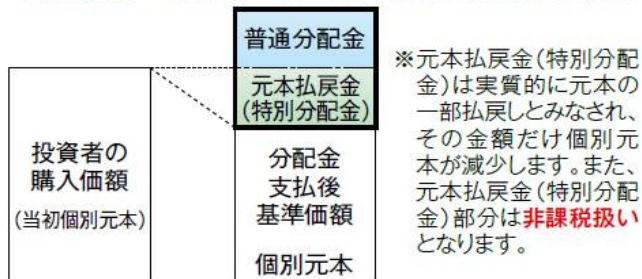 普通分配金
元本払戻金
(特別分配金)
投資者の
購入価額
(当初個別元本)
分配金
支払後
基準価額
個別元本
※元本払戻金(特別分配
金)は実質的に元本の
一部払戻しとみなされ、
その金額だけ個別元
本が減少します。また、
元本払戻金(特別分配
金)部分は非課税扱い
となります。